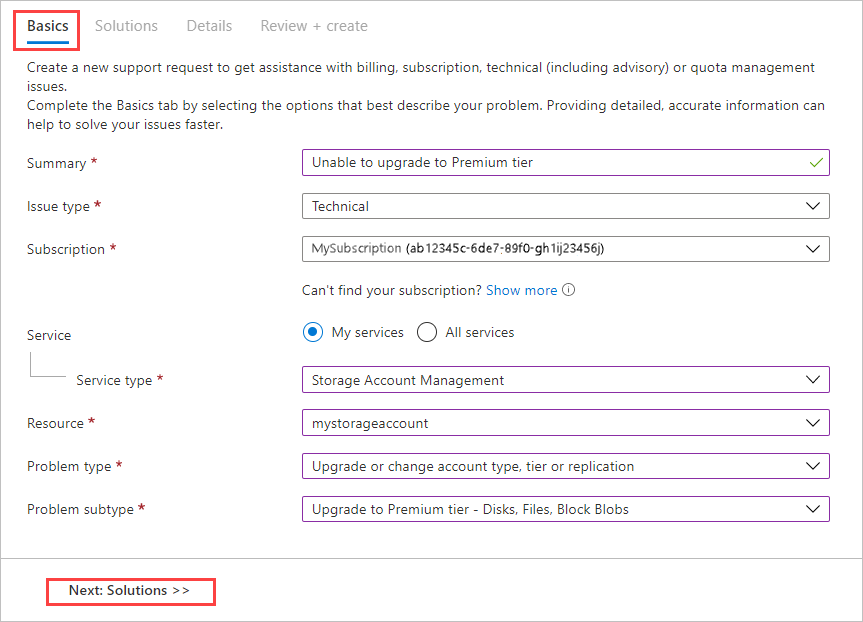 Basics Solutions Details Review + create
Create a new support request to get assistance with billing, subscription, technical (including advisory) or quota management
issues.
Complete the Basics tab by selecting the options that best describe your problem. Providing detailed, accurate information can
help to solve your issues faster.
Summary * Unable to upgrade to Premium tier
Issue type * Technical
Subscription * MySubscription (ab12345c-6de7-89f0-gh1ij23456j)
Can't find your subscription? Show more
Service My services All services
Service type * Storage Account Management
Resource * mystorageaccount
Problem type * Upgrade or change account type, tier or replication
Problem subtype * Upgrade to Premium tier - Disks, Files, Block Blobs
Next: Solutions >>